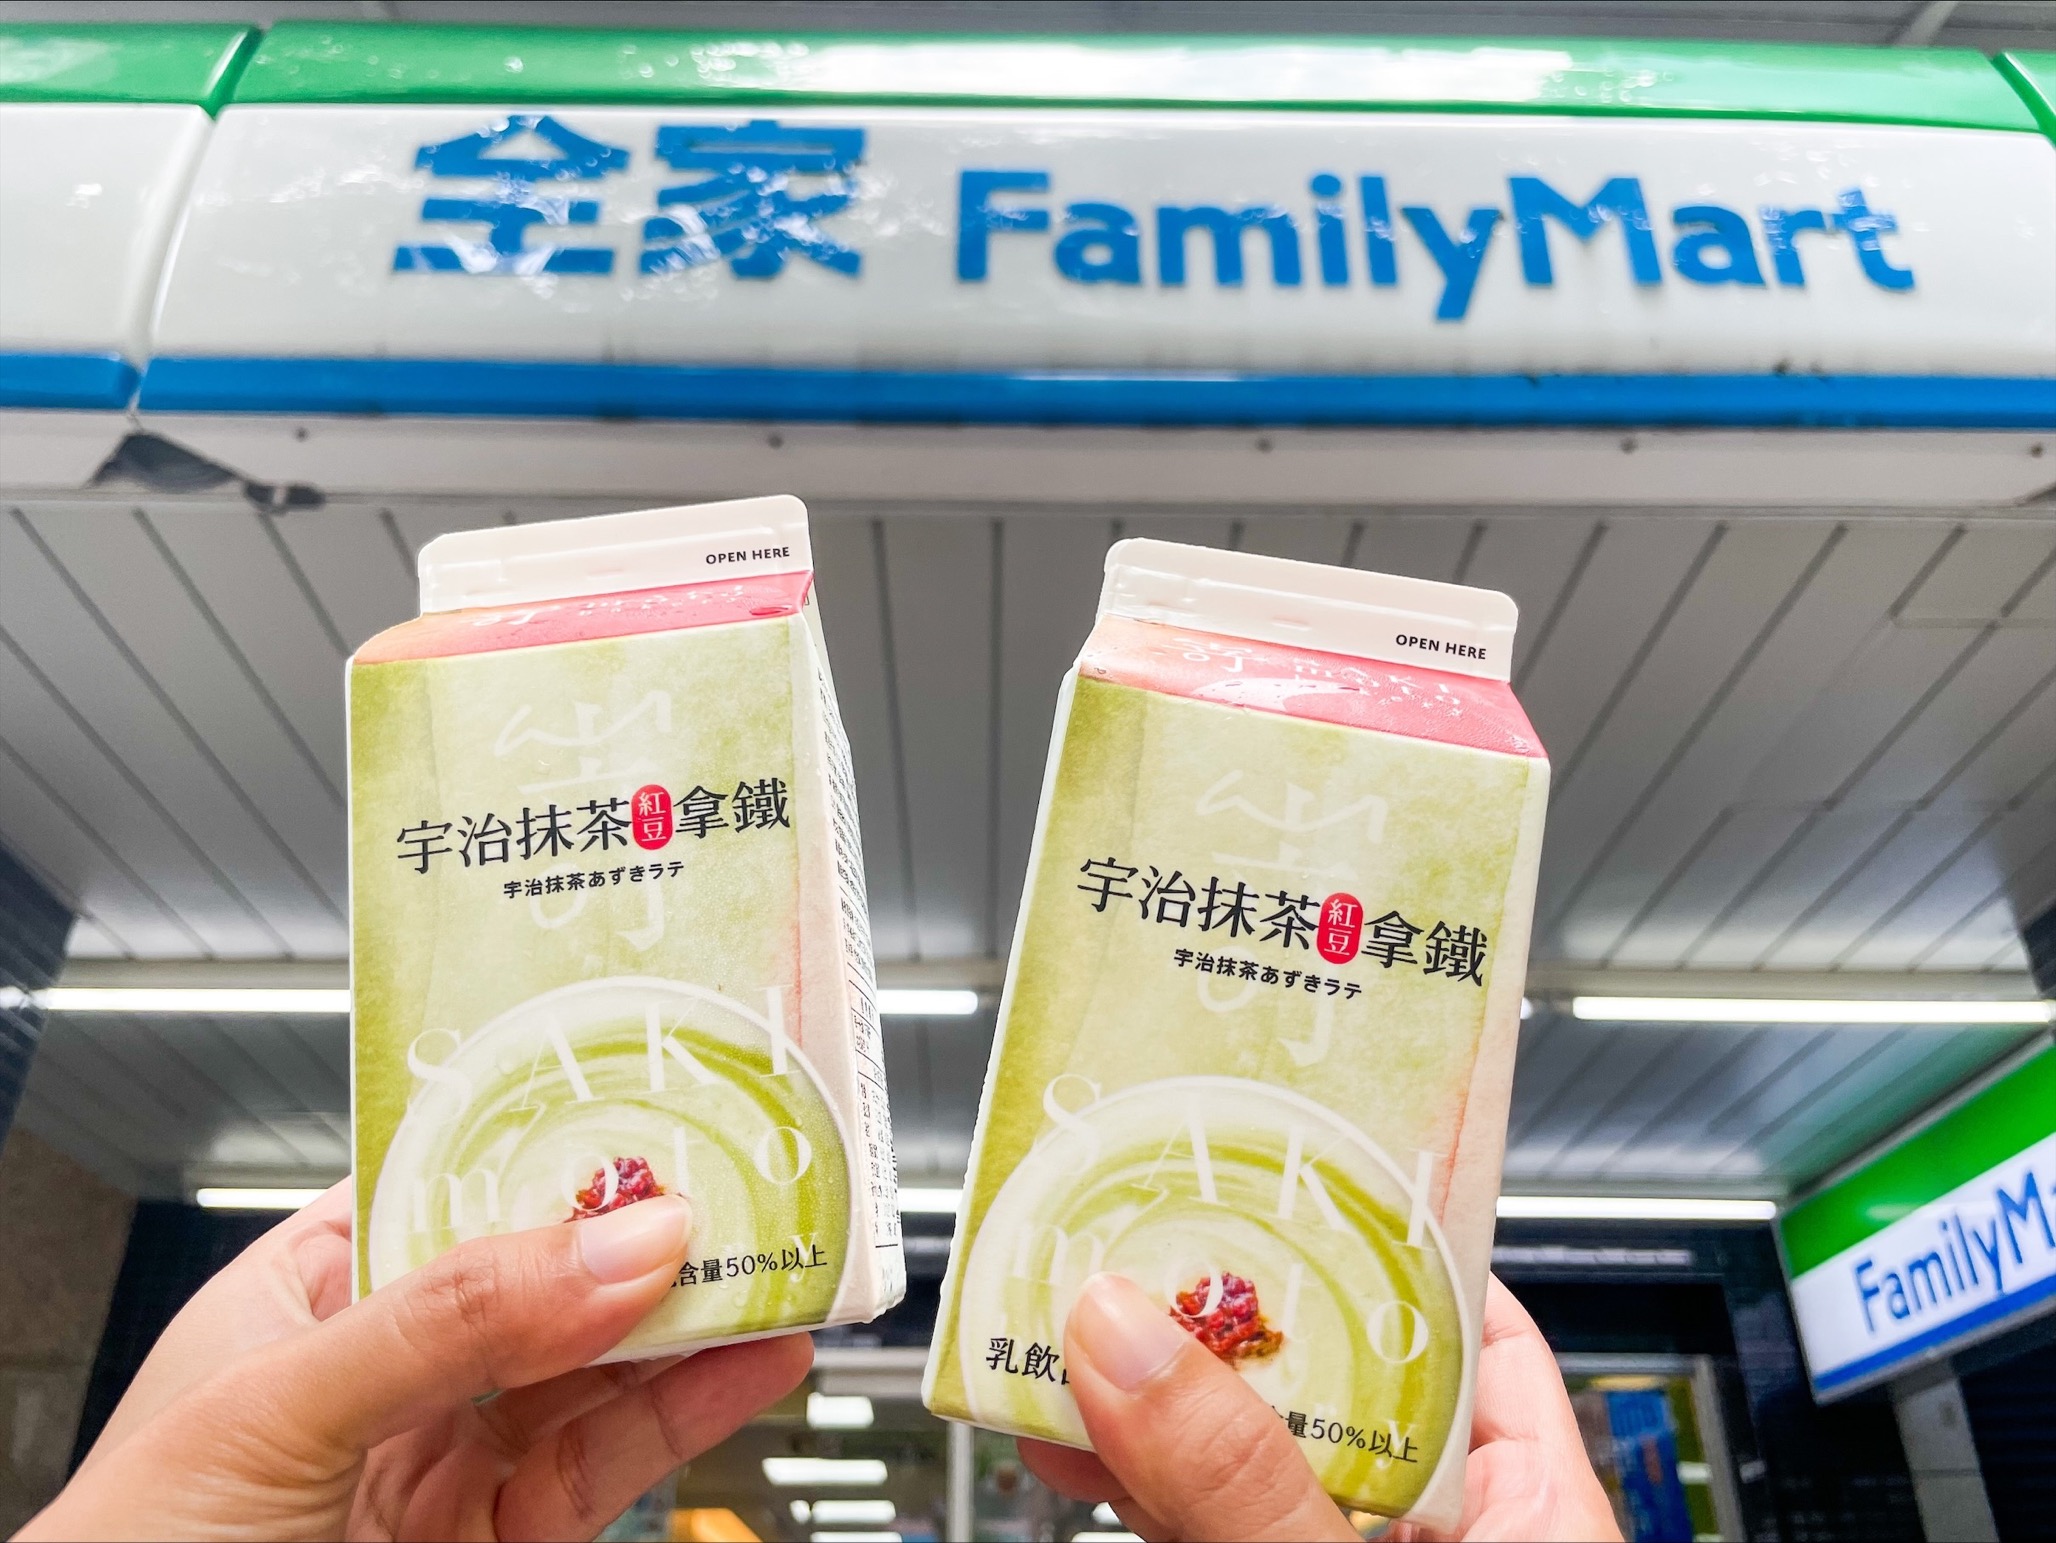 全家 FamilyMart
OPEN HERE
宇治抹茶紅豆拿鐵
宇治抹茶あずきラテ
SAKI
moto
y
含量50%以上
OPEN HERE
宇治抹茶紅豆拿鐵
宇治抹茶あずきラテ
SAKI
moto
y
乳飲
含量50%以上
FamilyM